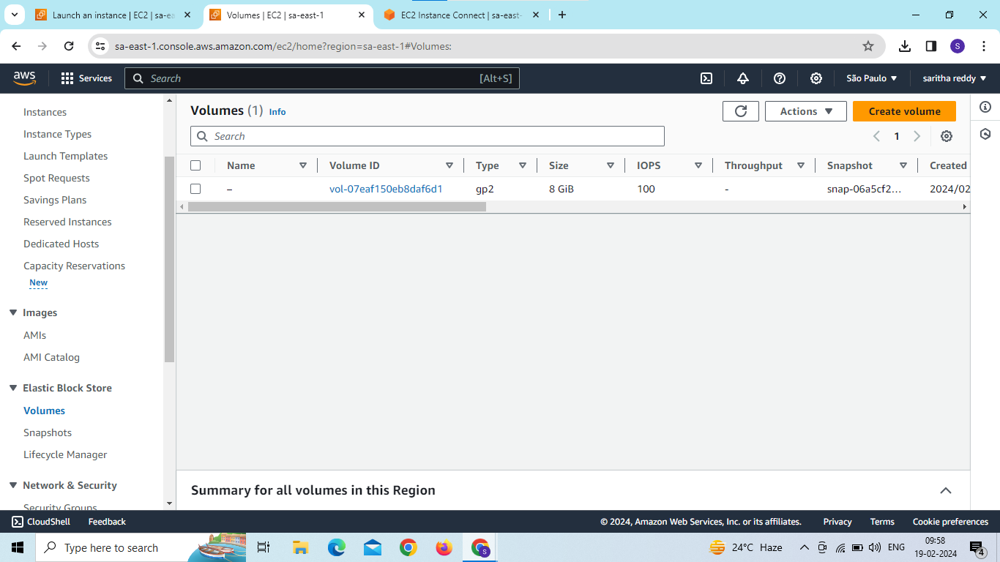 Launch an instance | EC2 | sa-ea
Volumes | EC2 | sa-east-1
EC2 Instance Connect | sa-east-
sa-east-1.console.aws.amazon.com/ec2/home?region=sa-east-1#Volumes:
S
aws
Services
Search
[Alt+S]
São Paulo
saritha reddy
Instances
Instance Types
Launch Templates
Spot Requests
Savings Plans
Reserved Instances
Dedicated Hosts
Capacity Reservations
New
Images
AMIs
AMI Catalog
Elastic Block Store
Volumes
Snapshots
Lifecycle Manager
Network & Security
Security Groups
Volumes (1) Info
Actions
Create volume
Search
1
Name Volume ID Type Size IOPS Throughput Snapshot Created
– vol-07eaf150eb8daf6d1 gp2 8 GiB 100 - snap-06a5cf2... 2024/02
Summary for all volumes in this Region
CloudShell Feedback
© 2024, Amazon Web Services, Inc. or its affiliates. Privacy Terms Cookie preferences
Type here to search
S
24°C Haze
ENG
09:58
19-02-2024
4